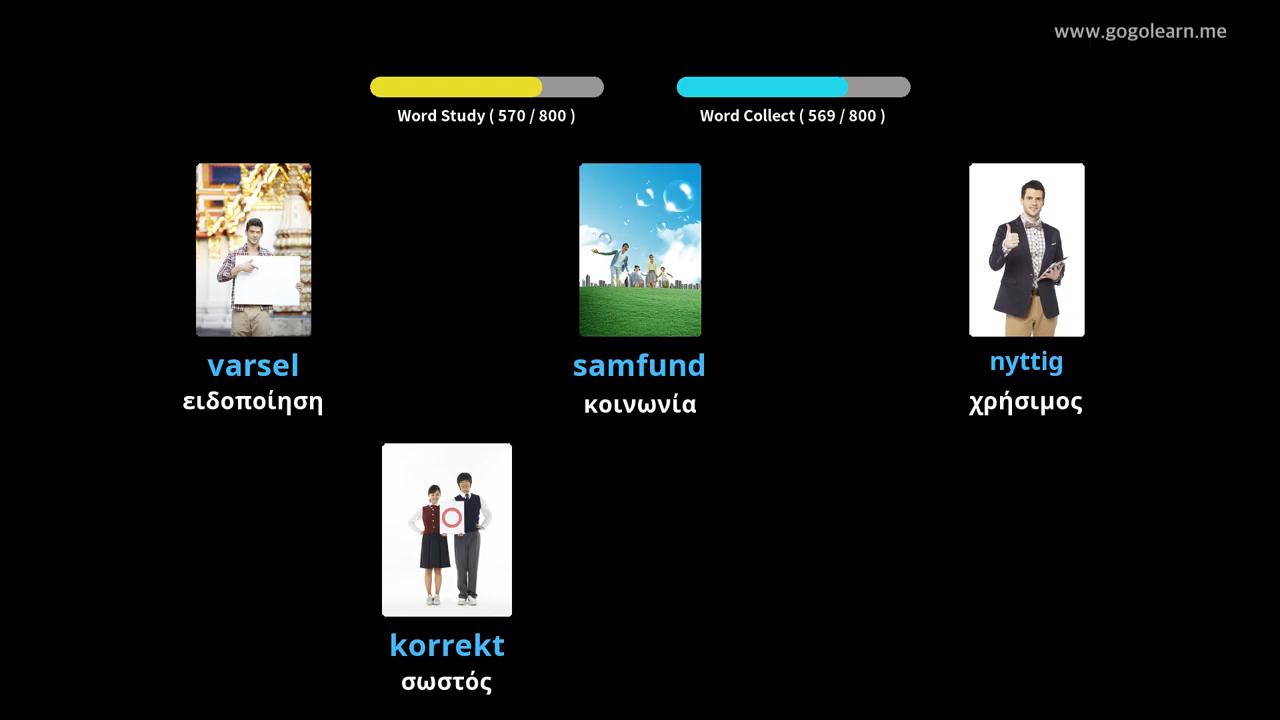 www.gogolearn.me
Word Study ( 570 / 800 )
Word Collect ( 569 / 800 )
varsel
ειδοποίηση
samfund
κοινωνία
nyttig
χρήσιμος
korrekt
σωστός